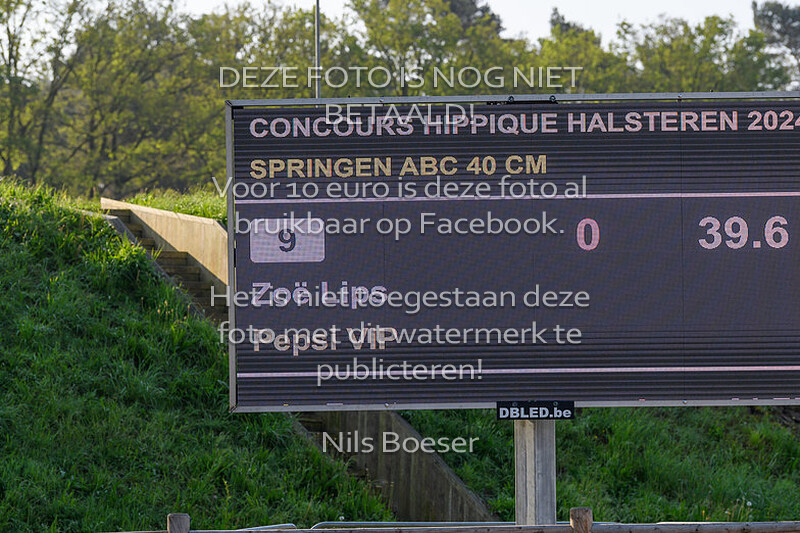 DEZE FOTO IS NOG NIET
BETAALD!
CONCOURS HIPPIQUE HALSTEREN 2024
SPRINGEN ABC 40 CM
Voor 10 euro is deze foto al
bruikbaar op Facebook.
9 0 39.6
Zoë Lips
Het is niet toegestaan deze
foto met dit watermerk te
Pepsi VIP
publiceren!
DBLED.be
Nils Boeser